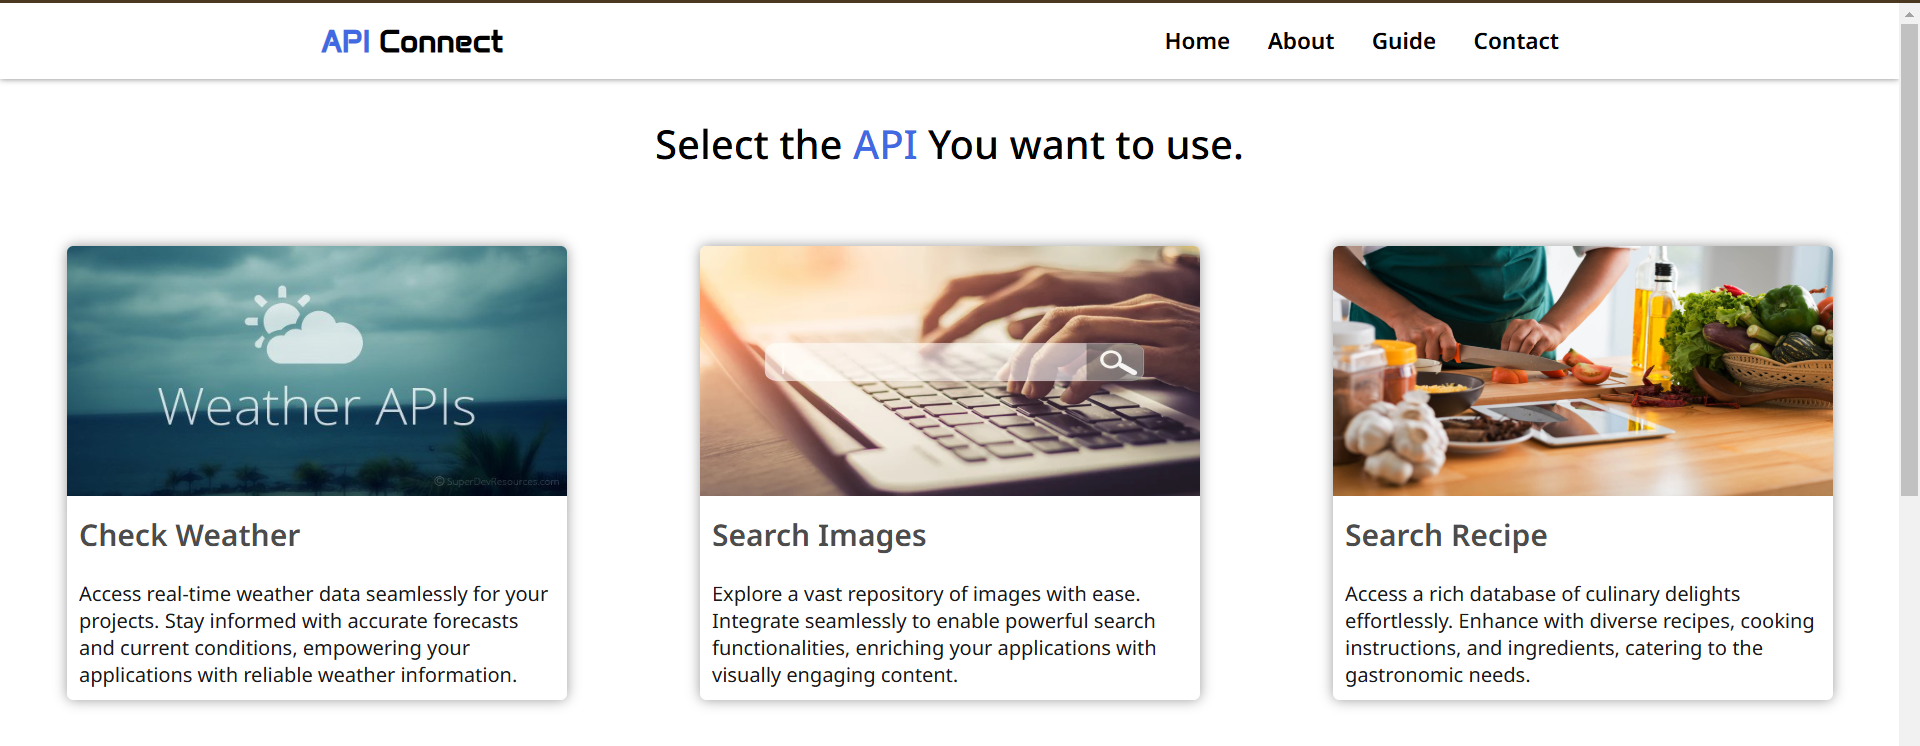 API Connect
Home About Guide Contact
Select the API You want to use.
Weather APIs
© SuperDevResources.com
Check Weather
Access real-time weather data seamlessly for your
projects. Stay informed with accurate forecasts
and current conditions, empowering your
applications with reliable weather information.
Search Images
Explore a vast repository of images with ease.
Integrate seamlessly to enable powerful search
functionalities, enriching your applications with
visually engaging content.
Search Recipe
Access a rich database of culinary delights
effortlessly. Enhance with diverse recipes, cooking
instructions, and ingredients, catering to the
gastronomic needs.